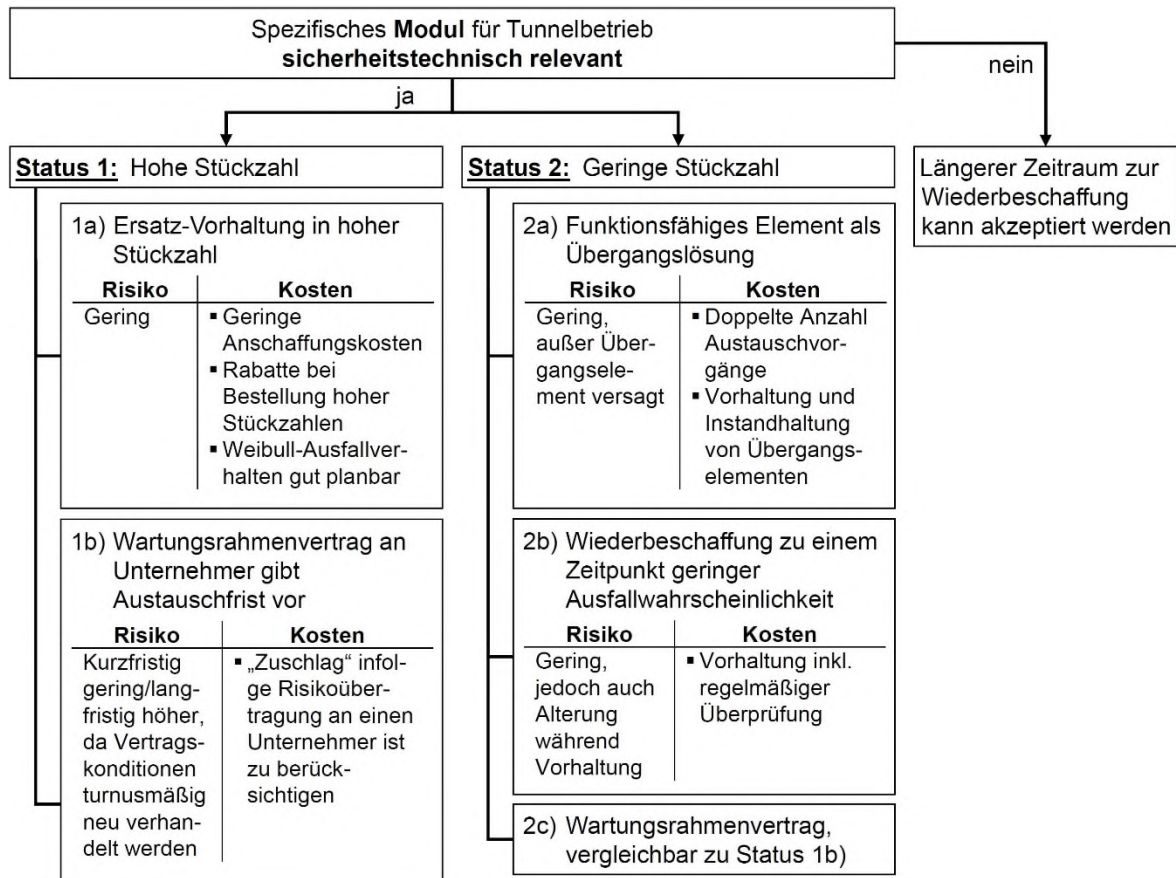 Spezifisches Modul für Tunnelbetrieb
sicherheitstechnisch relevant
ja
nein
Status 1: Hohe Stückzahl
1a) Ersatz-Vorhaltung in hoher
Stückzahl
Risiko
Gering
Kosten
▪ Geringe
Anschaffungskosten
▪ Rabatte bei
Bestellung hoher
Stückzahlen
▪ Weibull-Ausfallver-
halten gut planbar
1b) Wartungsrahmenvertrag an
Unternehmer gibt
Austauschfrist vor
Risiko
Kurzfristig
gering/lang-
fristig höher,
da Vertrags-
konditionen
turnusmäßig
neu verhan-
delt werden
Kosten
▪ „Zuschlag“ infol-
ge Risikoüber-
tragung an einen
Unternehmer ist
zu berück-
sichtigen
Status 2: Geringe Stückzahl
2a) Funktionsfähiges Element als
Übergangslösung
Risiko
Gering,
außer Über-
gangsele-
ment versagt
Kosten
▪ Doppelte Anzahl
Austauschvor-
gänge
▪ Vorhaltung und
Instandhaltung
von Übergangs-
elementen
2b) Wiederbeschaffung zu einem
Zeitpunkt geringer
Ausfallwahrscheinlichkeit
Risiko
Gering,
jedoch auch
Alterung
während
Vorhaltung
Kosten
▪ Vorhaltung inkl.
regelmäßiger
Überprüfung
2c) Wartungsrahmenvertrag,
vergleichbar zu Status 1b)
Längerer Zeitraum zur
Wiederbeschaffung
kann akzeptiert werden